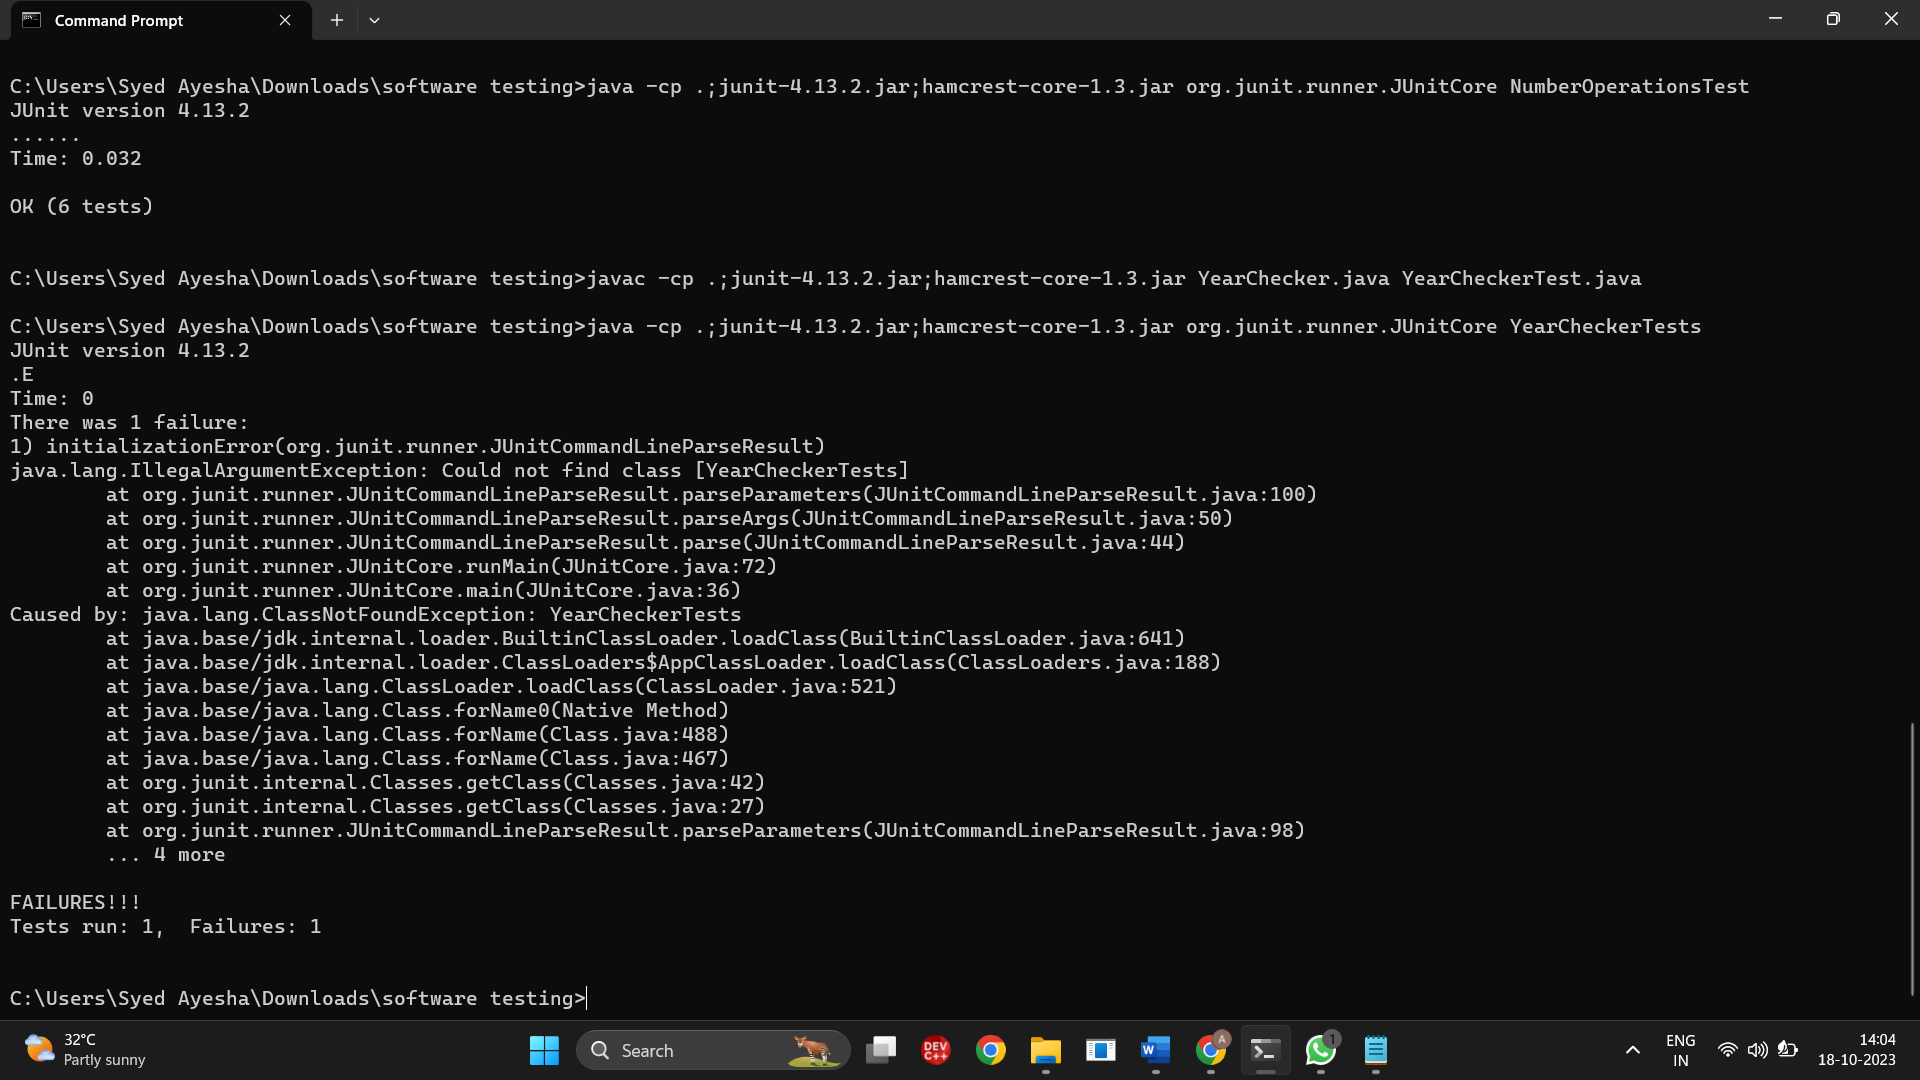 Command Prompt
C:\Users\Syed Ayesha\Downloads\software testing>java -cp .;junit-4.13.2.jar;hamcrest-core-1.3.jar org.junit.runner.JUnitCore NumberOperationsTest
JUnit version 4.13.2
......
Time: 0.032
OK (6 tests)
C:\Users\Syed Ayesha\Downloads\software testing>javac -cp .;junit-4.13.2.jar;hamcrest-core-1.3.jar YearChecker.java YearCheckerTest.java
C:\Users\Syed Ayesha\Downloads\software testing>java -cp .;junit-4.13.2.jar;hamcrest-core-1.3.jar org.junit.runner.JUnitCore YearCheckerTests
JUnit version 4.13.2
.E
Time: 0
There was 1 failure:
1) initializationError(org.junit.runner.JUnitCommandLineParseResult)
java.lang.IllegalArgumentException: Could not find class [YearCheckerTests]
at org.junit.runner.JUnitCommandLineParseResult.parseParameters(JUnitCommandLineParseResult.java:100)
at org.junit.runner.JUnitCommandLineParseResult.parseArgs(JUnitCommandLineParseResult.java:50)
at org.junit.runner.JUnitCommandLineParseResult.parse(JUnitCommandLineParseResult.java:44)
at org.junit.runner.JUnitCore.runMain(JUnitCore.java:72)
at org.junit.runner.JUnitCore.main(JUnitCore.java:36)
Caused by: java.lang.ClassNotFoundException: YearCheckerTests
at java.base/jdk.internal.loader.BuiltinClassLoader.loadClass(BuiltinClassLoader.java:641)
at java.base/jdk.internal.loader.ClassLoaders$AppClassLoader.loadClass(ClassLoaders.java:188)
at java.base/java.lang.ClassLoader.loadClass(ClassLoader.java:521)
at java.base/java.lang.Class.forName0(Native Method)
at java.base/java.lang.Class.forName(Class.java:488)
at java.base/java.lang.Class.forName(Class.java:467)
at org.junit.internal.Classes.getClass(Classes.java:42)
at org.junit.internal.Classes.getClass(Classes.java:27)
at org.junit.runner.JUnitCommandLineParseResult.parseParameters(JUnitCommandLineParseResult.java:98)
... 4 more
FAILURES!!!
Tests run: 1,  Failures: 1
C:\Users\Syed Ayesha\Downloads\software testing>
32°C
Partly sunny
Search
DEV
C++
W
A
1
ENG
IN
14:04
18-10-2023